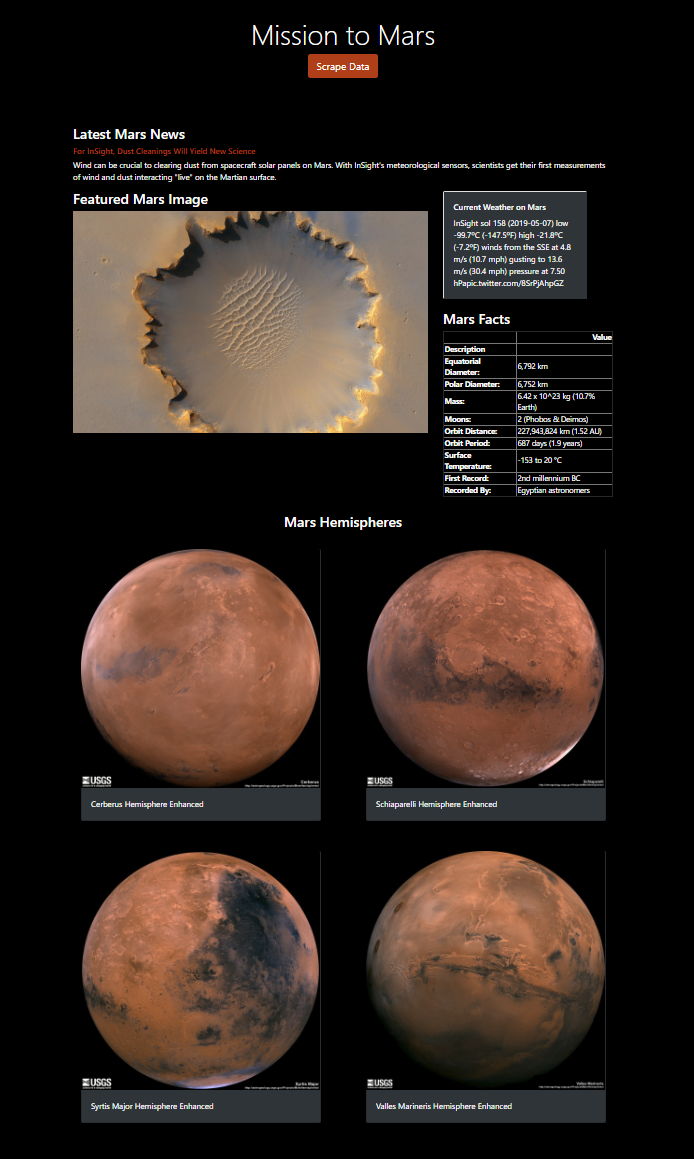 Mission to Mars
Scrape Data
Latest Mars News
For InSight, Dust Cleanings Will Yield New Science
Wind can be crucial to clearing dust from spacecraft solar panels on Mars. With InSight's meteorological sensors, scientists get their first measurements
of wind and dust interacting "live" on the Martian surface.
Featured Mars Image
Current Weather on Mars
InSight sol 158 (2019-05-07) low
-99.7ºC (-147.5ºF) high -21.8ºC
(-7.2ºF) winds from the SSE at 4.8
m/s (10.7 mph) gusting to 13.6
m/s (30.4 mph) pressure at 7.50
hPapic.twitter.com/8SrPjAhpGZ
Mars Facts
Value
Description
Equatorial
Diameter: 6,792 km
Polar Diameter: 6,752 km
Mass: 6.42 x 10^23 kg (10.7%
Earth)
Moons: 2 (Phobos & Deimos)
Orbit Distance: 227,943,824 km (1.52 AU)
Orbit Period: 687 days (1.9 years)
Surface
Temperature: -153 to 20 °C
First Record: 2nd millennium BC
Recorded By: Egyptian astronomers
Mars Hemispheres
USGS
Cerberus
USGS
Schiaparelli
Cerberus Hemisphere Enhanced
Schiaparelli Hemisphere Enhanced
USGS
Syrtis Major
USGS
Valles Marineris
Syrtis Major Hemisphere Enhanced
Valles Marineris Hemisphere Enhanced